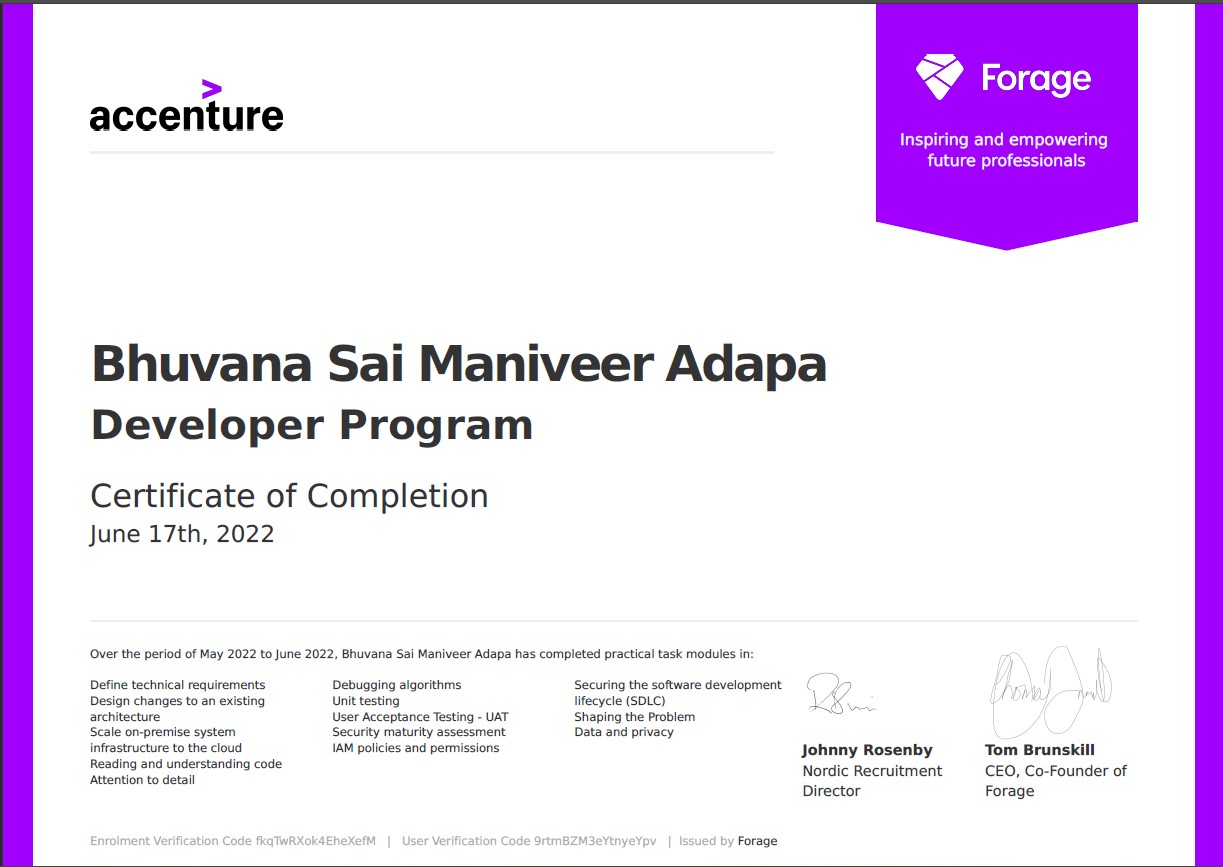 accenture
Forage
Inspiring and empowering
future professionals
Bhuvana Sai Maniveer Adapa
Developer Program
Certificate of Completion
June 17th, 2022
Over the period of May 2022 to June 2022, Bhuvana Sai Maniveer Adapa has completed practical task modules in:
Define technical requirements
Design changes to an existing
architecture
Scale on-premise system
infrastructure to the cloud
Reading and understanding code
Attention to detail
Debugging algorithms
Unit testing
User Acceptance Testing - UAT
Security maturity assessment
IAM policies and permissions
Securing the software development
lifecycle (SDLC)
Shaping the Problem
Data and privacy
Johnny Rosenby
Nordic Recruitment
Director
Tom Brunskill
CEO, Co-Founder of
Forage
Enrolment Verification Code fkqTwRXok4EheXefM | User Verification Code 9rtmBZM3eYtnyeYpv | Issued by Forage